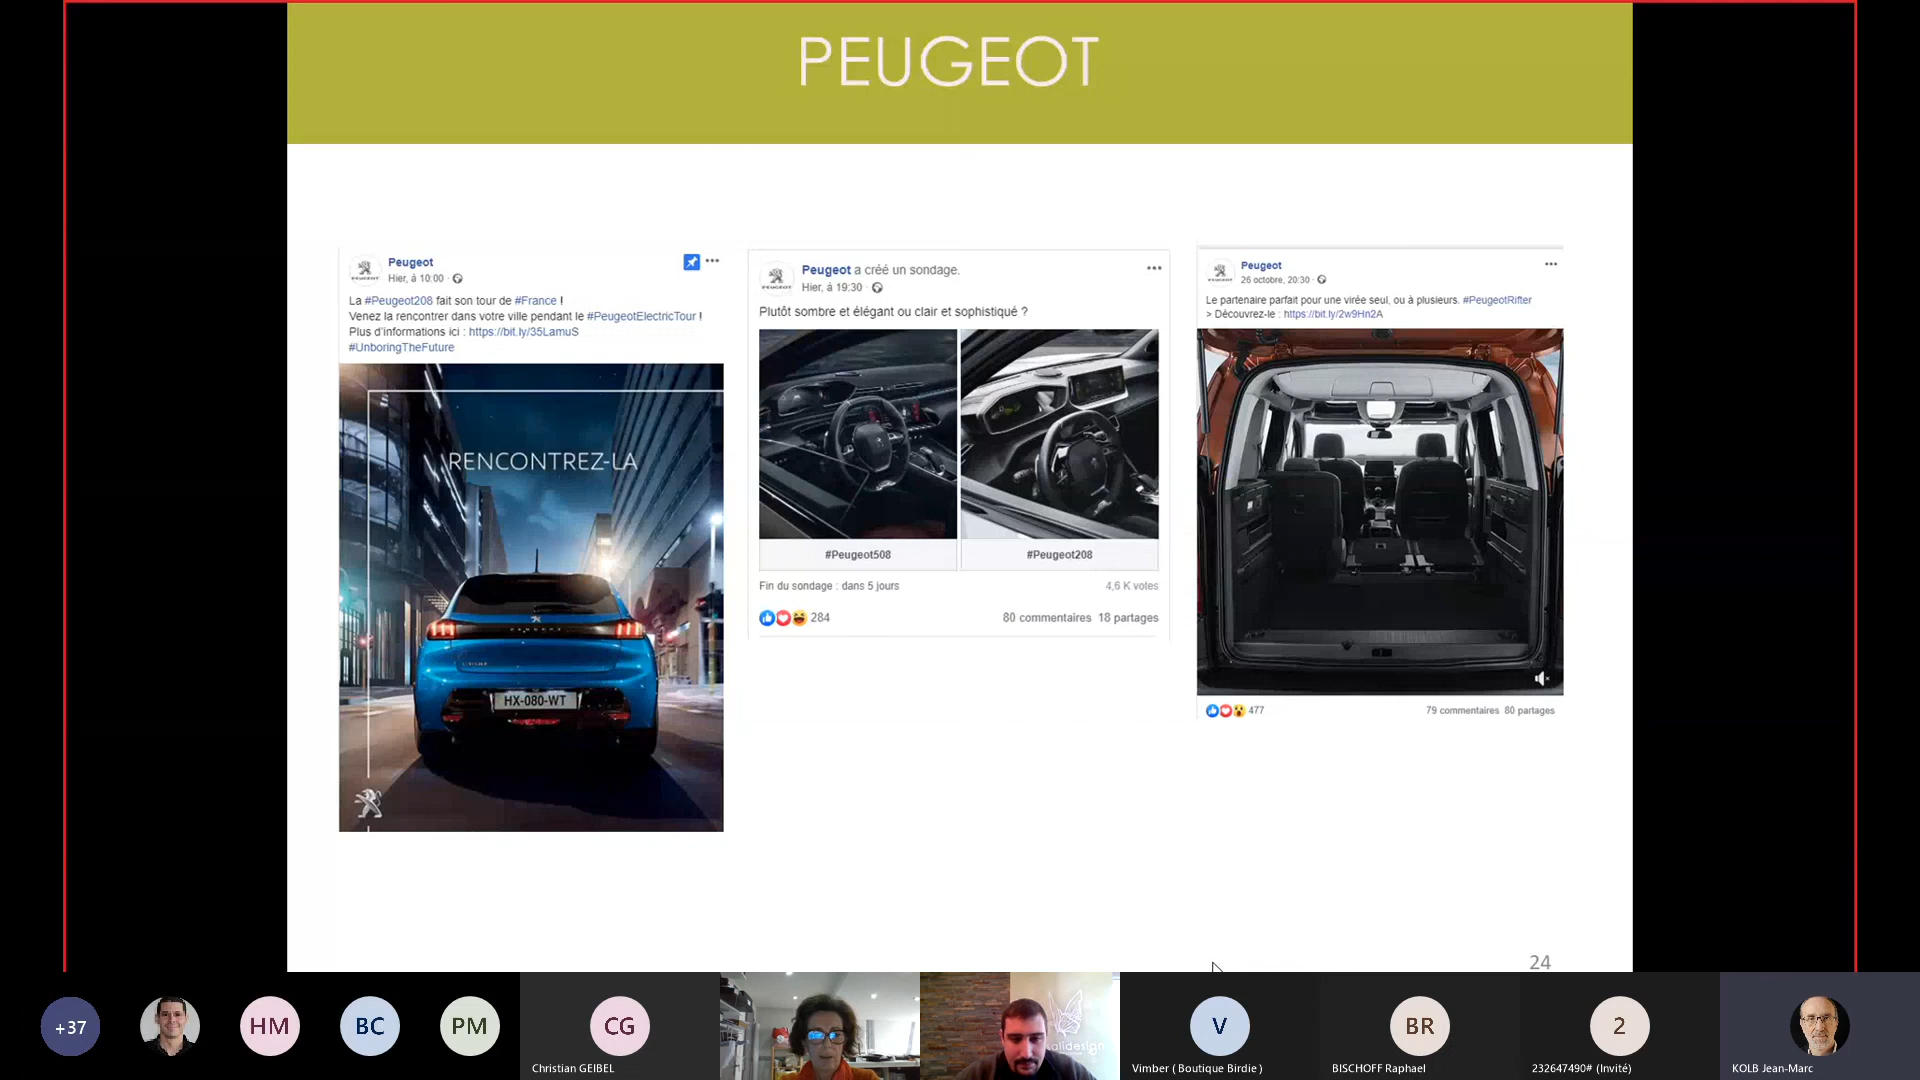 PEUGEOT
Peugeot
Hier, à 10:00 ·
La #Peugeot208 fait son tour de #France !
Venez la rencontrer dans votre ville pendant le #PeugeotElectricTour !
Plus d'informations ici : https://bit.ly/35LamuS
#UnboringTheFuture
RENCONTREZ-LA
HX-080-WT
Peugeot a créé un sondage.
Hier, à 19:30 ·
Plutôt sombre et élégant ou clair et sophistiqué ?
#Peugeot508
#Peugeot208
Fin du sondage : dans 5 jours
4,6 K votes
284
80 commentaires 18 partages
Peugeot
26 octobre, 20:30 ·
Le partenaire parfait pour une virée seul, ou à plusieurs. #PeugeotRifter
> Découvrez-le : https://bit.ly/2w9Hn2A
477
79 commentaires 80 partages
24
+37
HM
BC
PM
CG
Christian GEIBEL
alidesign
V
Vimber ( Boutique Birdie )
BR
BISCHOFF Raphael
2
232647490# (Invité)
KOLB Jean-Marc